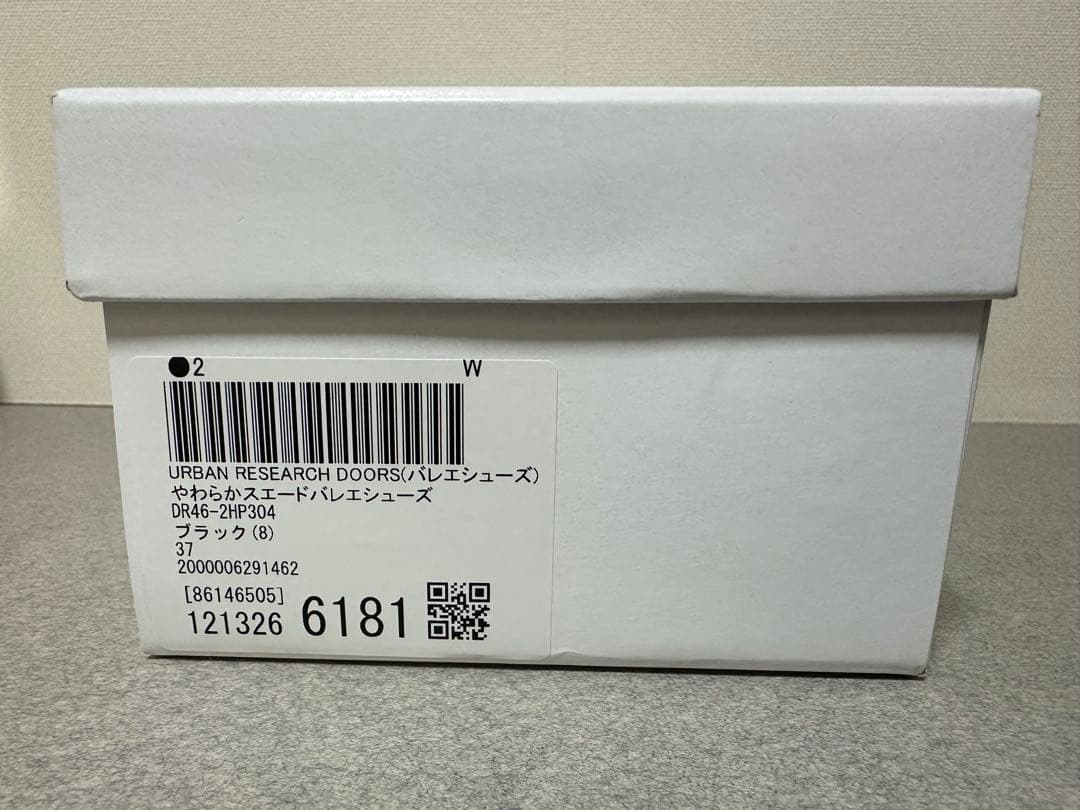 ●2 W
URBAN RESEARCH DOORS(バレエシューズ)
やわらかスエードバレエシューズ
DR46-2HP304
ブラック(8)
37
2000006291462
[86146505]
121326 6181